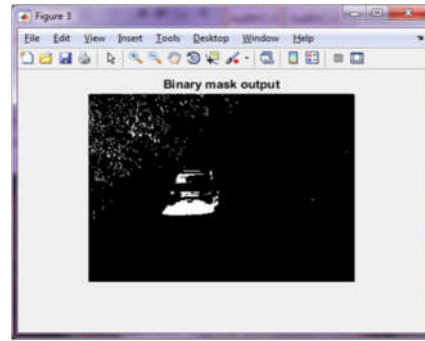 Figure 3
File Edit View Insert Tools Desktop Window Help
Binary mask output